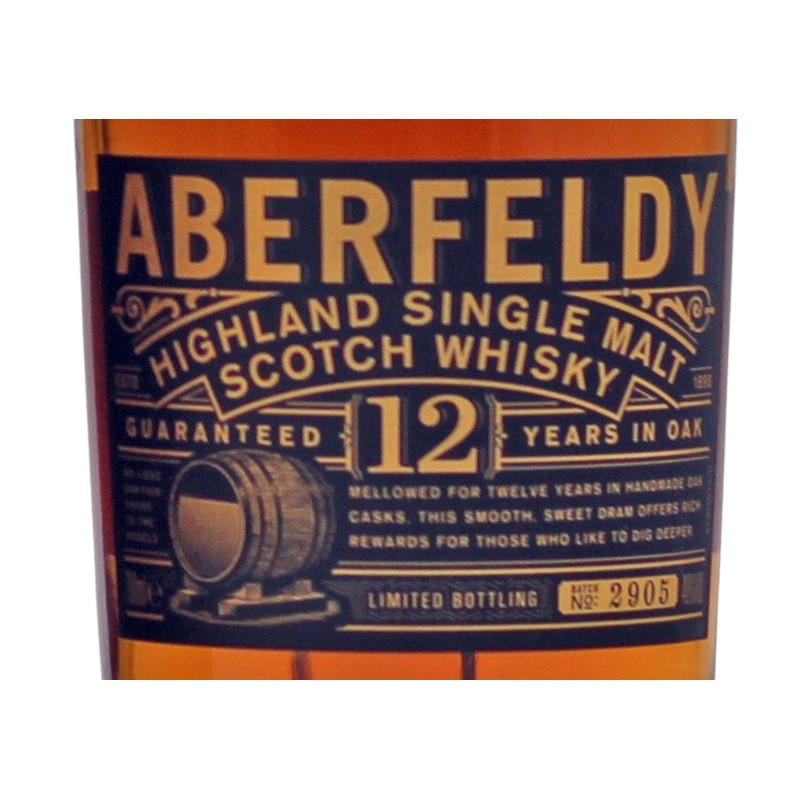 ABERFELDY
HIGHLAND SINGLE MALT
SCOTCH WHISKY
ESTD 1898
GUARANTEED 12 YEARS IN OAK
MELLOWED FOR TWELVE YEARS IN HANDMADE OAK
CASKS, THIS SMOOTH, SWEET DRAM OFFERS RICH
REWARDS FOR THOSE WHO LIKE TO DIG DEEPER.
LIMITED BOTTLING
BATCH
NO: 2905